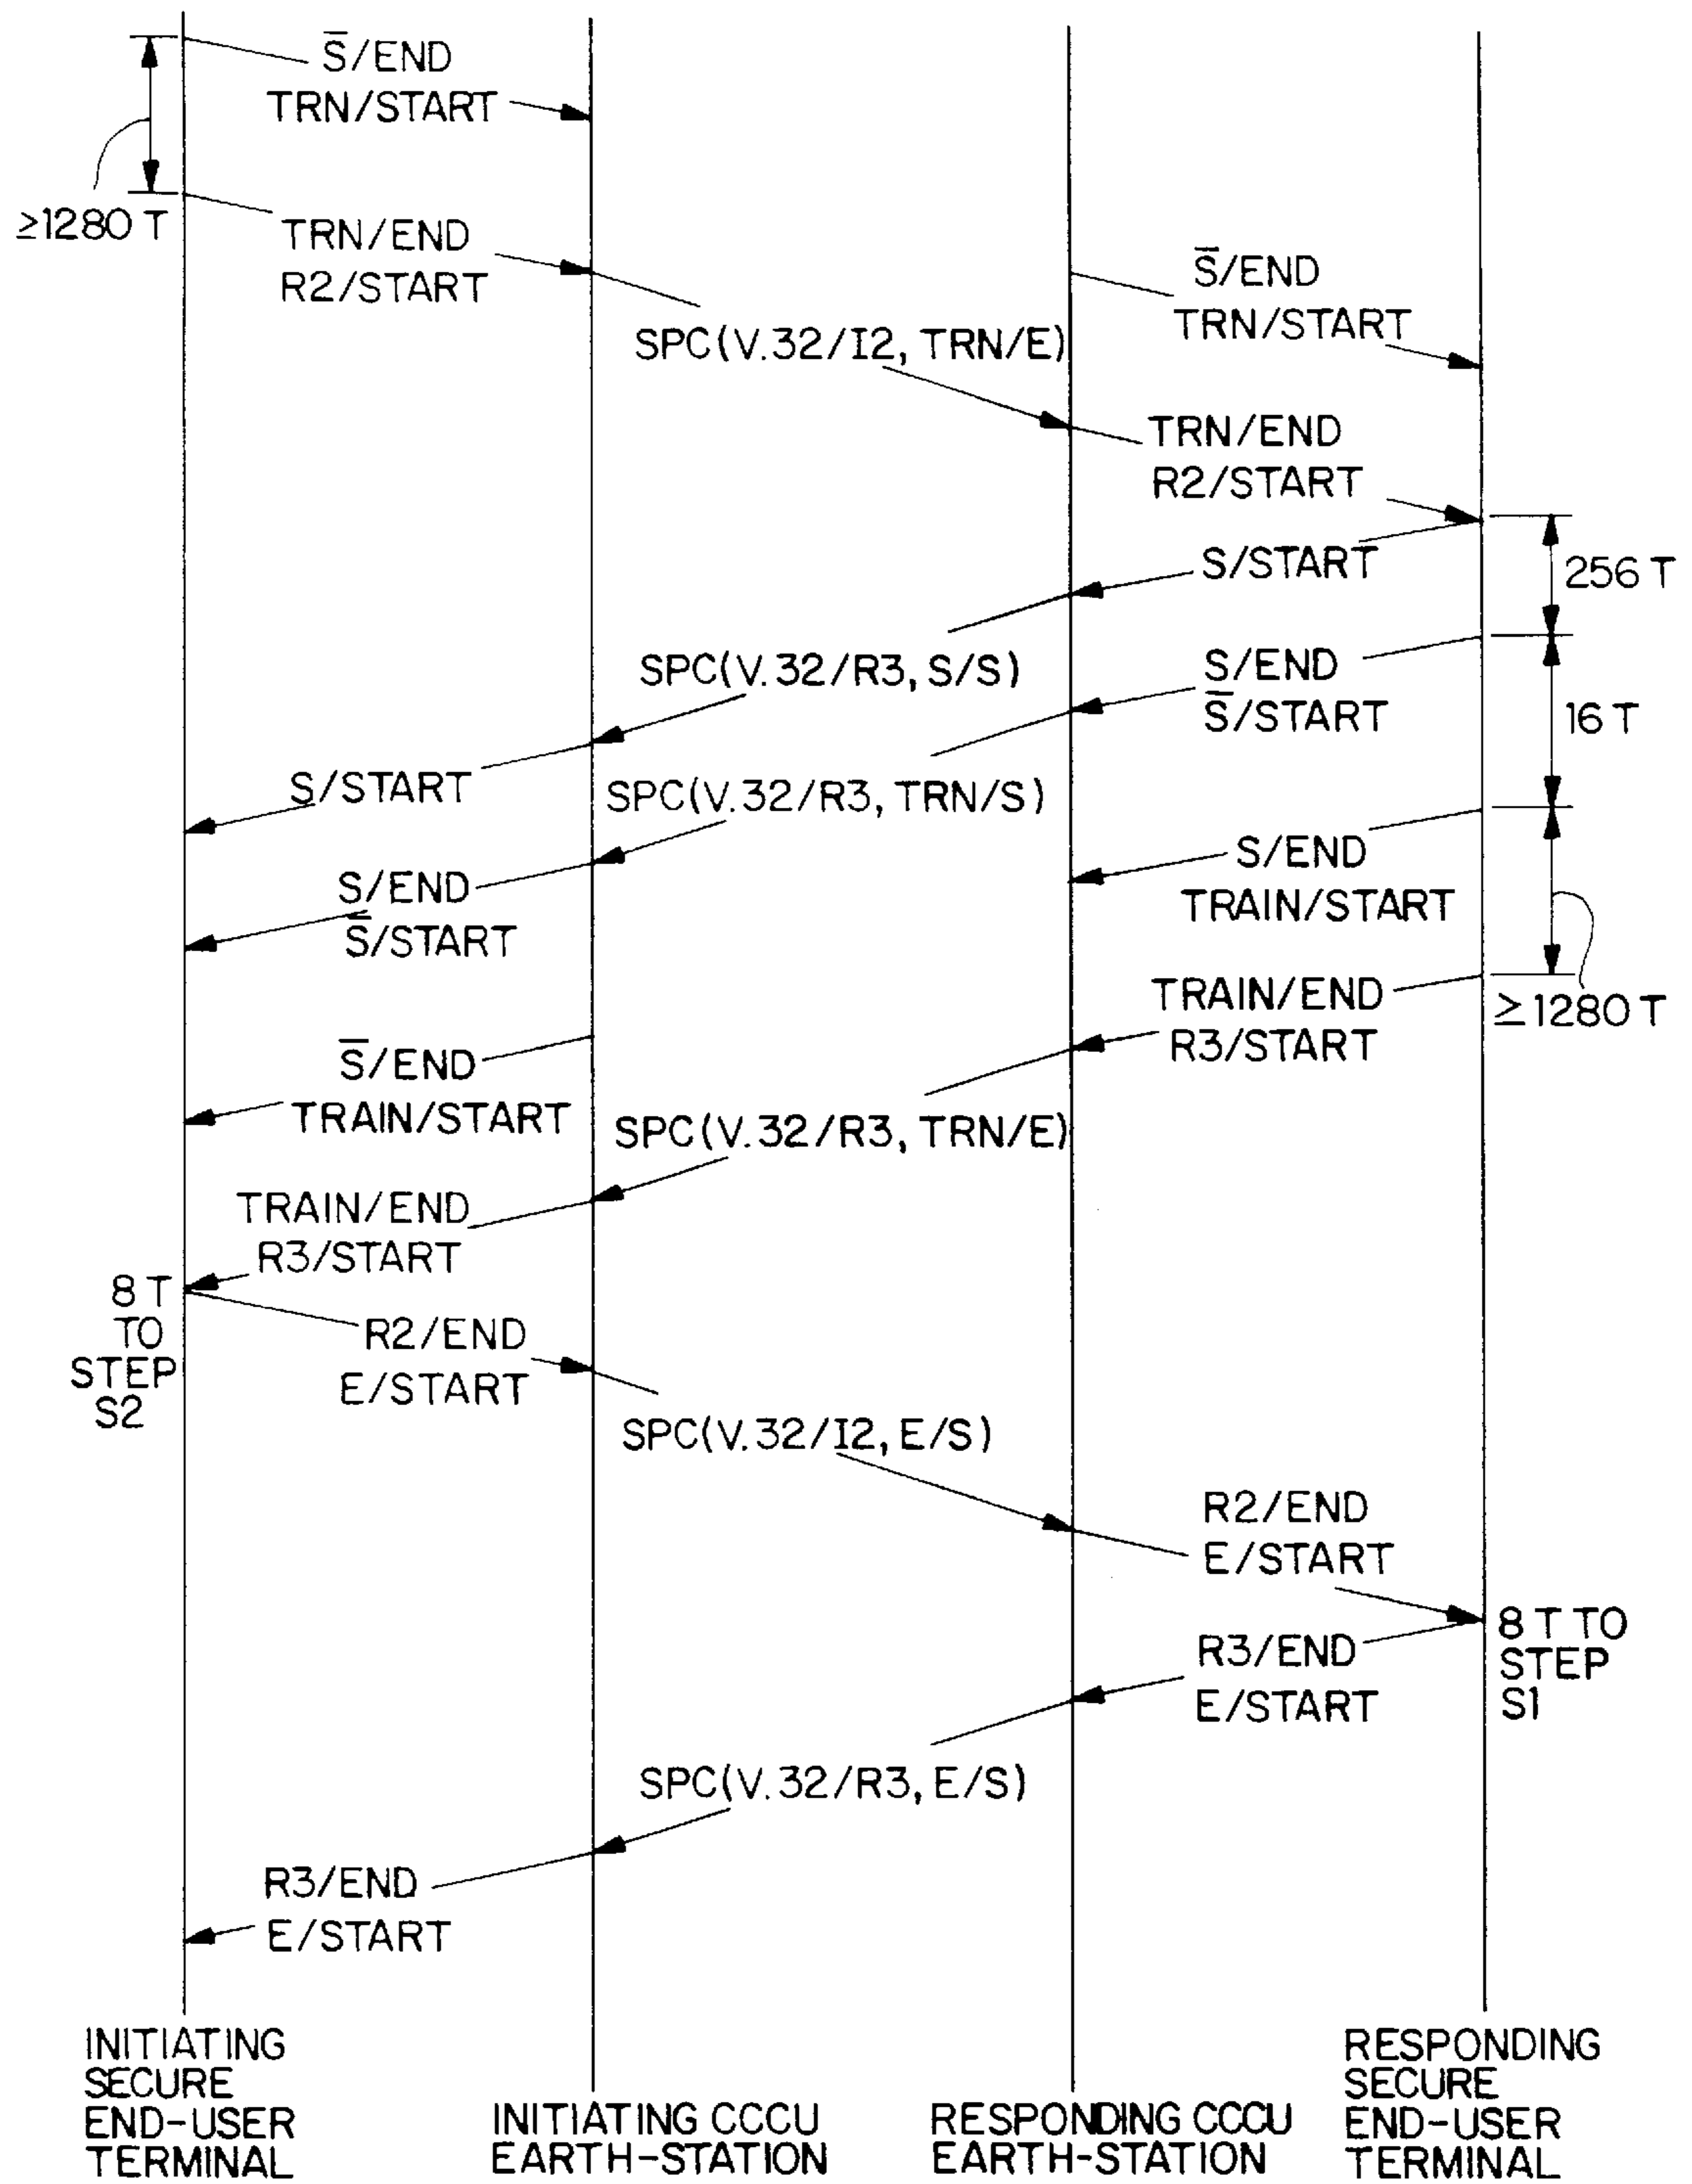 S̅/END
TRN/START
≥1280 T
TRN/END
R2/START
S̅/END
TRN/START
SPC(V.32/I2, TRN/E)
TRN/END
R2/START
S/START
256 T
SPC(V.32/R3, S/S)
S/END
S̅/START
16 T
S/START
SPC(V.32/R3, TRN/S)
S/END
TRAIN/START
S/END
S̅/START
TRAIN/END
R3/START
≥1280 T
S̅/END
TRAIN/START
SPC(V.32/R3, TRN/E)
TRAIN/END
R3/START
8 T
TO
STEP
S2
R2/END
E/START
SPC(V.32/I2, E/S)
R2/END
E/START
8 T TO
STEP
S1
R3/END
E/START
SPC(V.32/R3, E/S)
R3/END
E/START
INITIATING
SECURE
END-USER
TERMINAL
INITIATING CCCU
EARTH-STATION
RESPONDING CCCU
EARTH-STATION
RESPONDING
SECURE
END-USER
TERMINAL